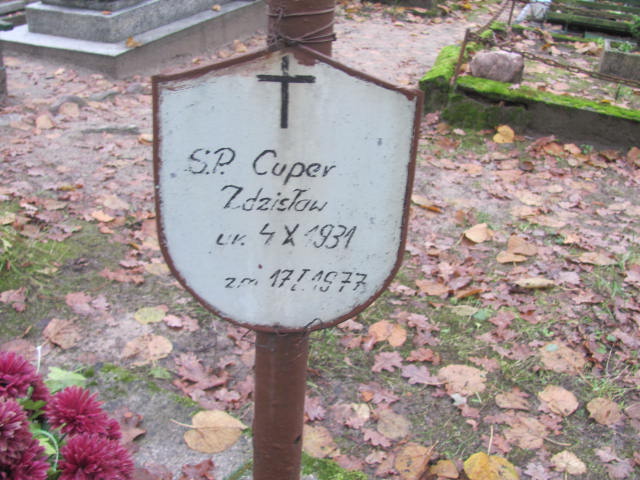 S.P. Cuper
Zdzisław
ur. 4 X 1931
zm 17 I 1977